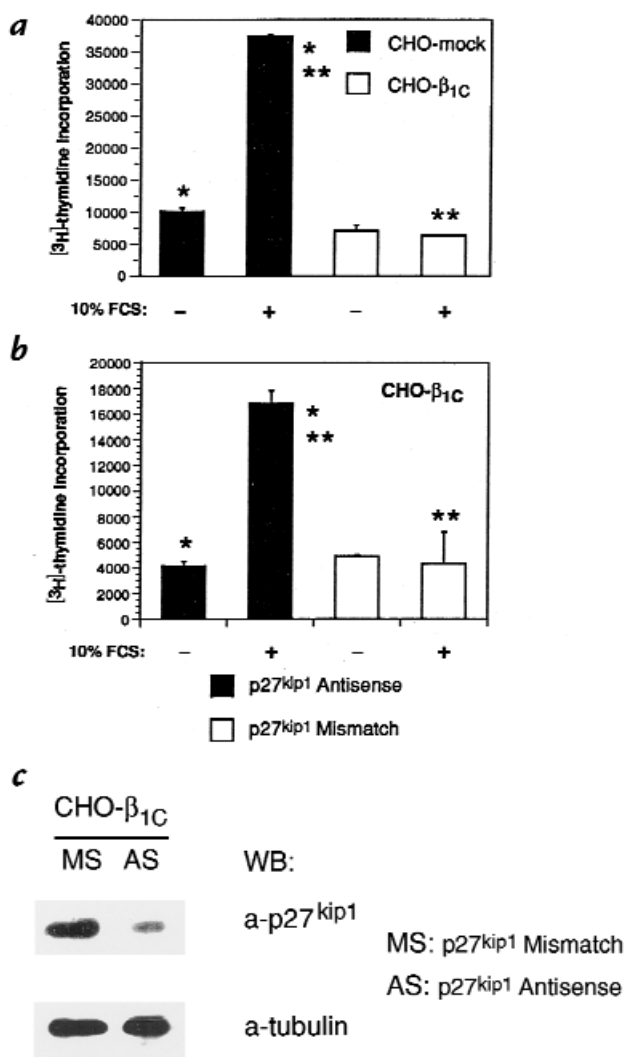 a
[³H]-thymidine Incorporation
40000
35000
30000
25000
20000
15000
10000
5000
0
*
*
**
**
CHO-mock
CHO-β1C
10% FCS: – + – +
b
[³H]-thymidine Incorporation
20000
18000
16000
14000
12000
10000
8000
6000
4000
2000
0
CHO-β1C
*
*
**
**
10% FCS: – + – +
p27kip1 Antisense
p27kip1 Mismatch
c
CHO-β1C
MS AS WB:
a-p27kip1
MS: p27kip1 Mismatch
AS: p27kip1 Antisense
a-tubulin